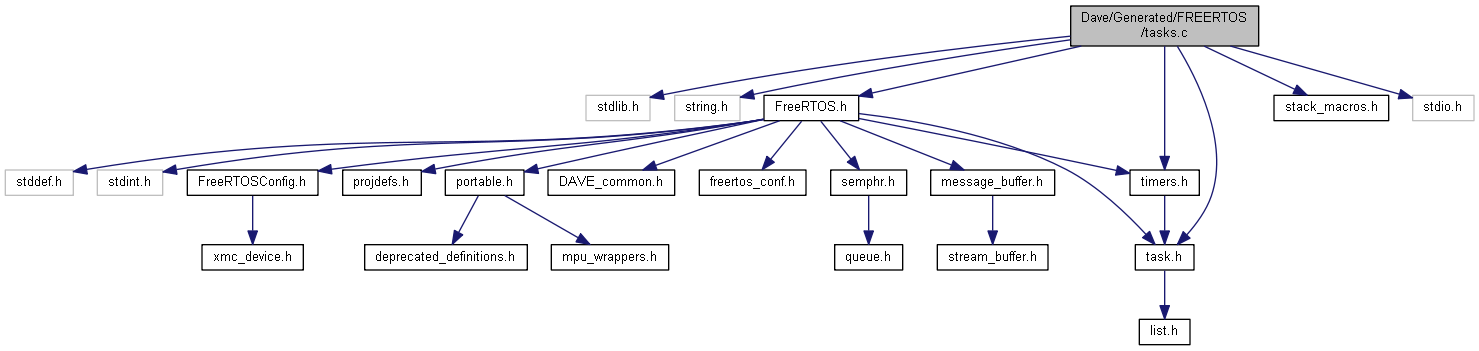 Dave/Generated/FREERTOS
/tasks.c
stdlib.h
string.h
FreeRTOS.h
stack_macros.h
stdio.h
stddef.h
stdint.h
FreeRTOSConfig.h
projdefs.h
portable.h
DAVE_common.h
freertos_conf.h
semphr.h
message_buffer.h
timers.h
xmc_device.h
deprecated_definitions.h
mpu_wrappers.h
queue.h
stream_buffer.h
task.h
list.h